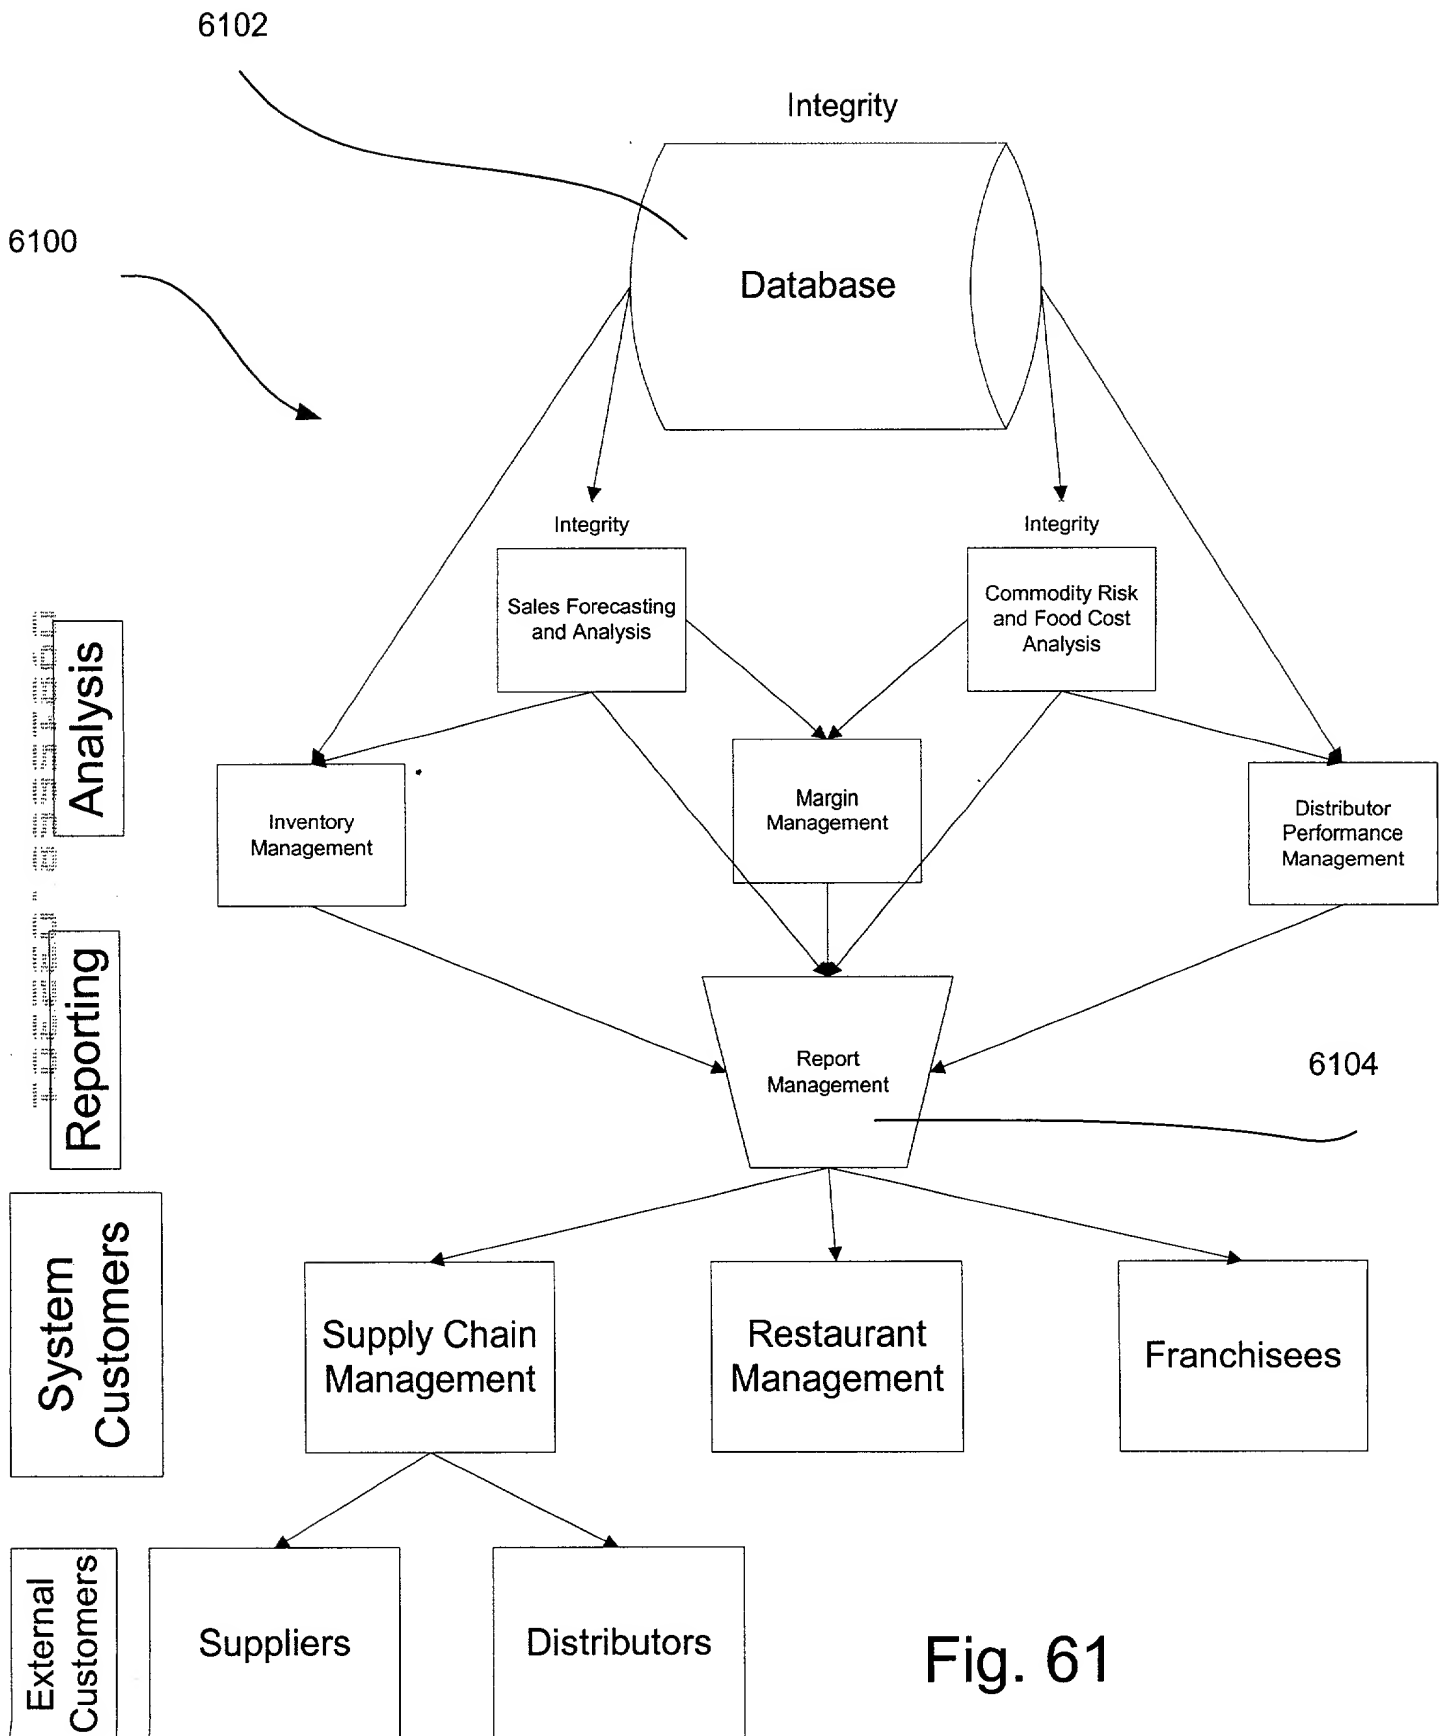 6102
Integrity
6100
Database
Integrity
Integrity
Sales Forecasting
and Analysis
Commodity Risk
and Food Cost
Analysis
Analysis
Inventory
Management
Margin
Management
Distributor
Performance
Management
Reporting
Report
Management
6104
System
Customers
Supply Chain
Management
Restaurant
Management
Franchisees
External
Customers
Suppliers
Distributors
Fig. 61